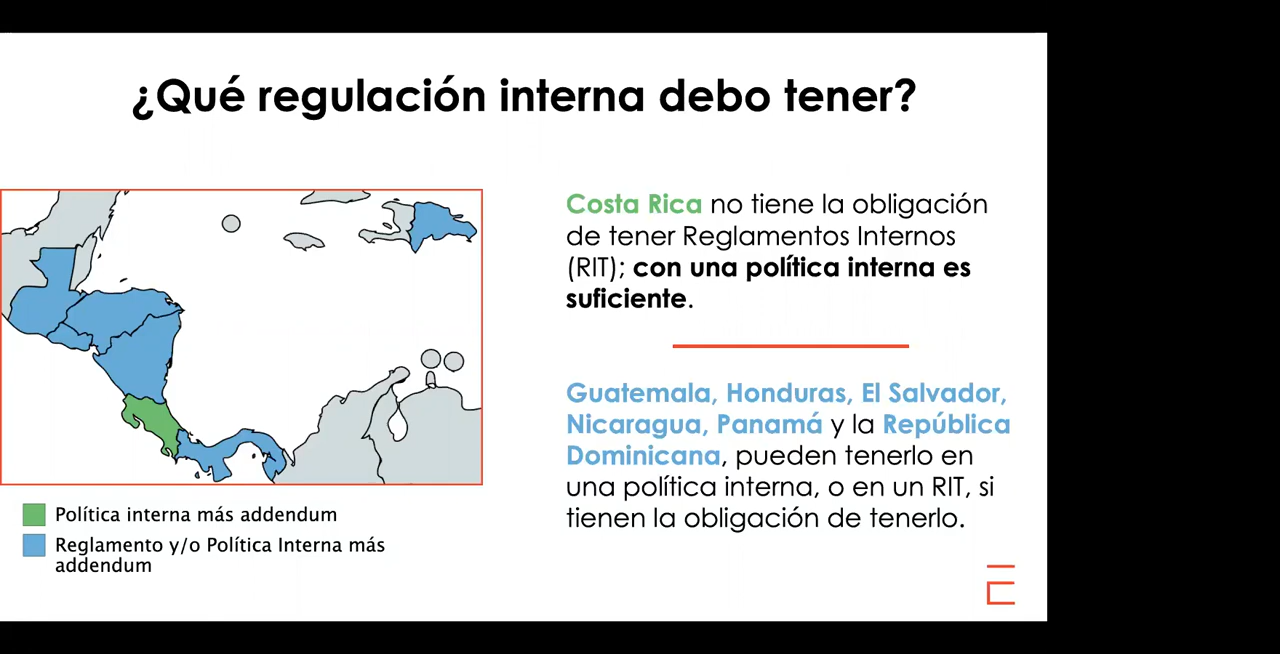 ¿Qué regulación interna debo tener?
Costa Rica no tiene la obligación
de tener Reglamentos Internos
(RIT); con una política interna es
suficiente.
Guatemala, Honduras, El Salvador,
Nicaragua, Panamá y la República
Dominicana, pueden tenerlo en
una política interna, o en un RIT, si
tienen la obligación de tenerlo.
Política interna más addendum
Reglamento y/o Política Interna más
addendum